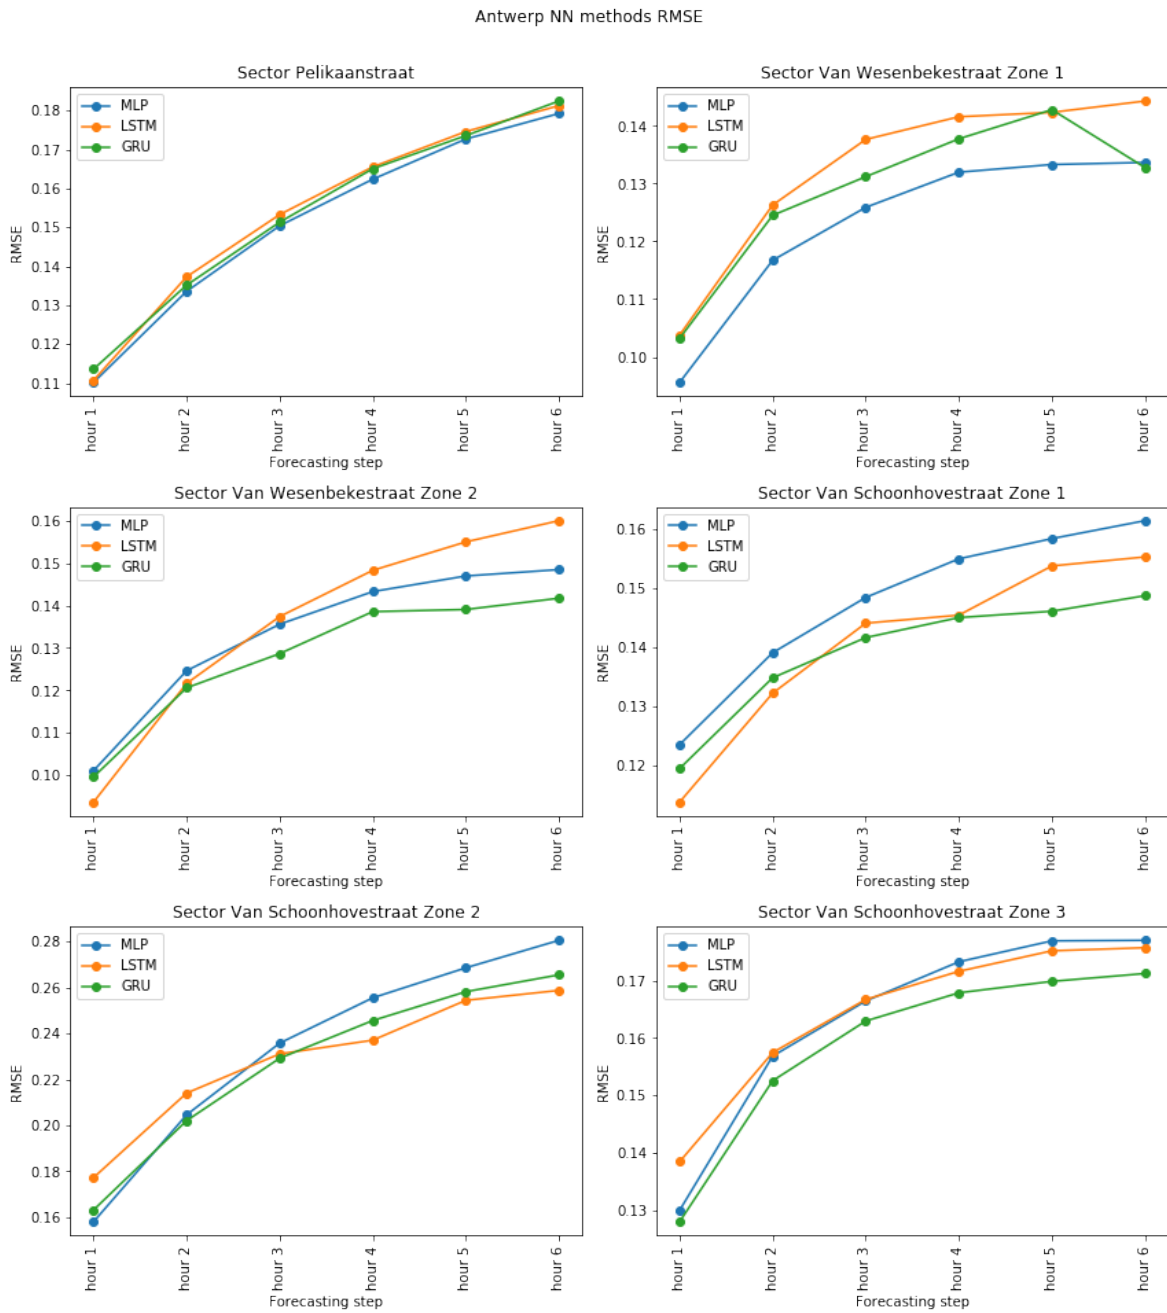 Antwerp NN methods RMSE
Sector Pelikaanstraat
MLP
LSTM
GRU
0.18
0.17
0.16
0.15
0.14
0.13
0.12
0.11
RMSE
hour 1
hour 2
hour 3
hour 4
hour 5
hour 6
Forecasting step
Sector Van Wesenbekestraat Zone 1
MLP
LSTM
GRU
0.14
0.13
0.12
0.11
0.10
RMSE
hour 1
hour 2
hour 3
hour 4
hour 5
hour 6
Forecasting step
Sector Van Wesenbekestraat Zone 2
MLP
LSTM
GRU
0.16
0.15
0.14
0.13
0.12
0.11
0.10
RMSE
hour 1
hour 2
hour 3
hour 4
hour 5
hour 6
Forecasting step
Sector Van Schoonhovestraat Zone 1
MLP
LSTM
GRU
0.16
0.15
0.14
0.13
0.12
RMSE
hour 1
hour 2
hour 3
hour 4
hour 5
hour 6
Forecasting step
Sector Van Schoonhovestraat Zone 2
MLP
LSTM
GRU
0.28
0.26
0.24
0.22
0.20
0.18
0.16
RMSE
hour 1
hour 2
hour 3
hour 4
hour 5
hour 6
Forecasting step
Sector Van Schoonhovestraat Zone 3
MLP
LSTM
GRU
0.17
0.16
0.15
0.14
0.13
RMSE
hour 1
hour 2
hour 3
hour 4
hour 5
hour 6
Forecasting step